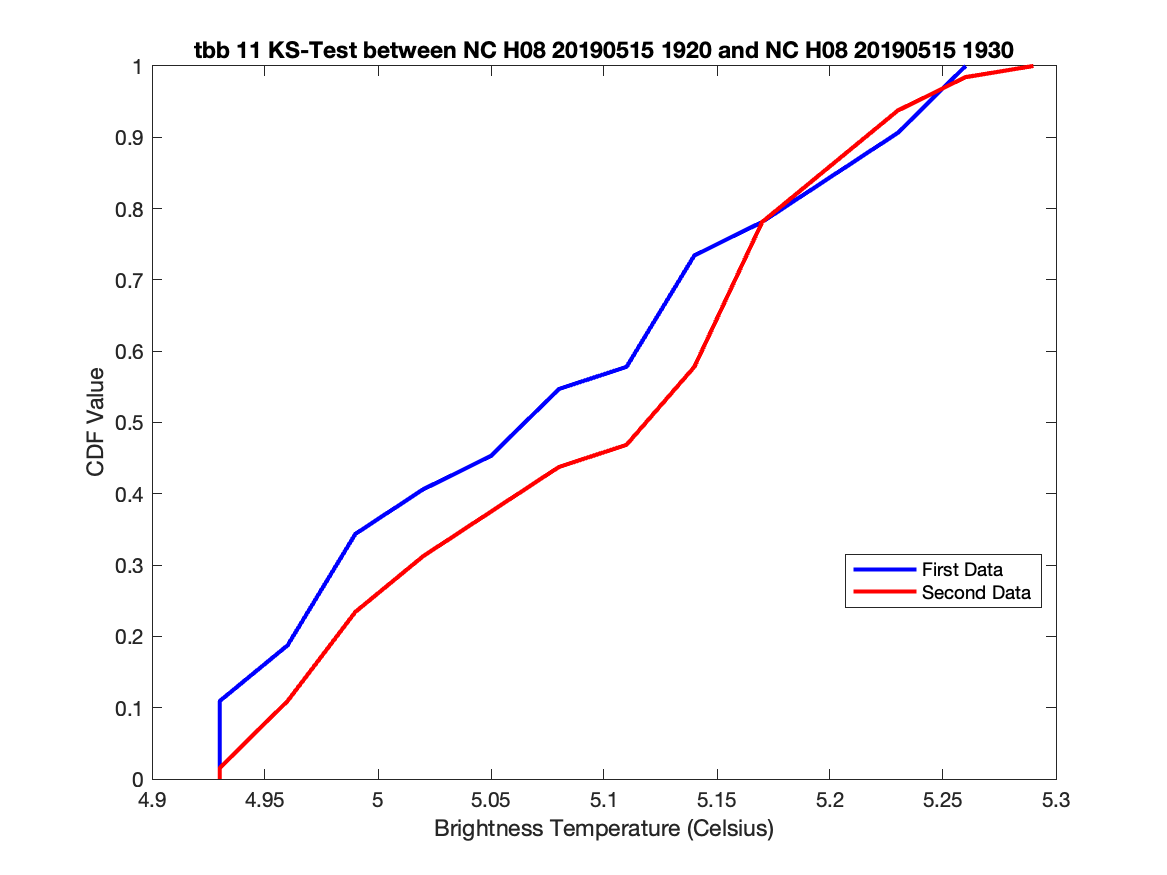 tbb 11 KS-Test between NC H08 20190515 1920 and NC H08 20190515 1930
1
0.9
0.8
0.7
0.6
0.5
0.4
0.3
0.2
0.1
0
CDF Value
First Data
Second Data
4.9 4.95 5 5.05 5.1 5.15 5.2 5.25 5.3
Brightness Temperature (Celsius)